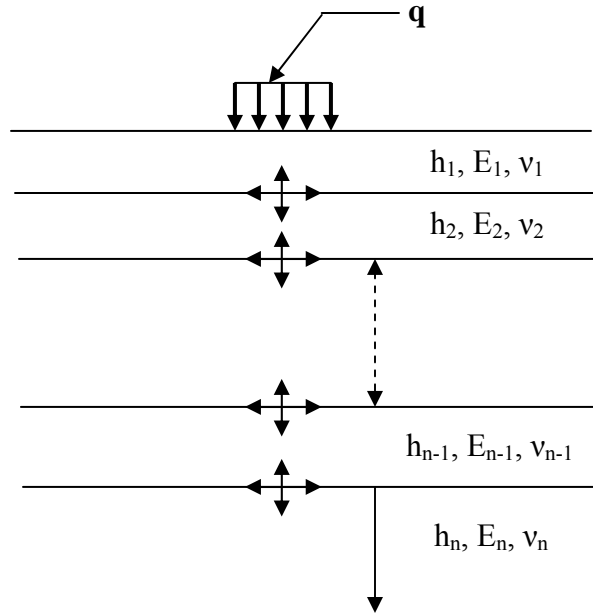 q
h₁, E₁, ν₁
h₂, E₂, ν₂
hₙ₋₁, Eₙ₋₁, νₙ₋₁
hₙ, Eₙ, νₙ